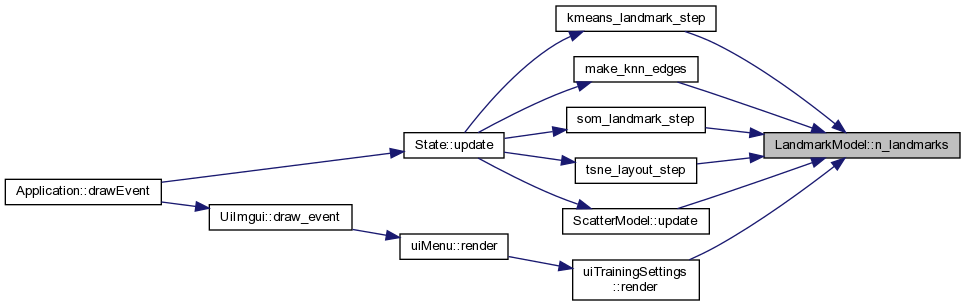 kmeans_landmark_step
make_knn_edges
som_landmark_step
State::update
LandmarkModel::n_landmarks
tsne_layout_step
Application::drawEvent
UiImgui::draw_event
ScatterModel::update
uiMenu::render
uiTrainingSettings
::render